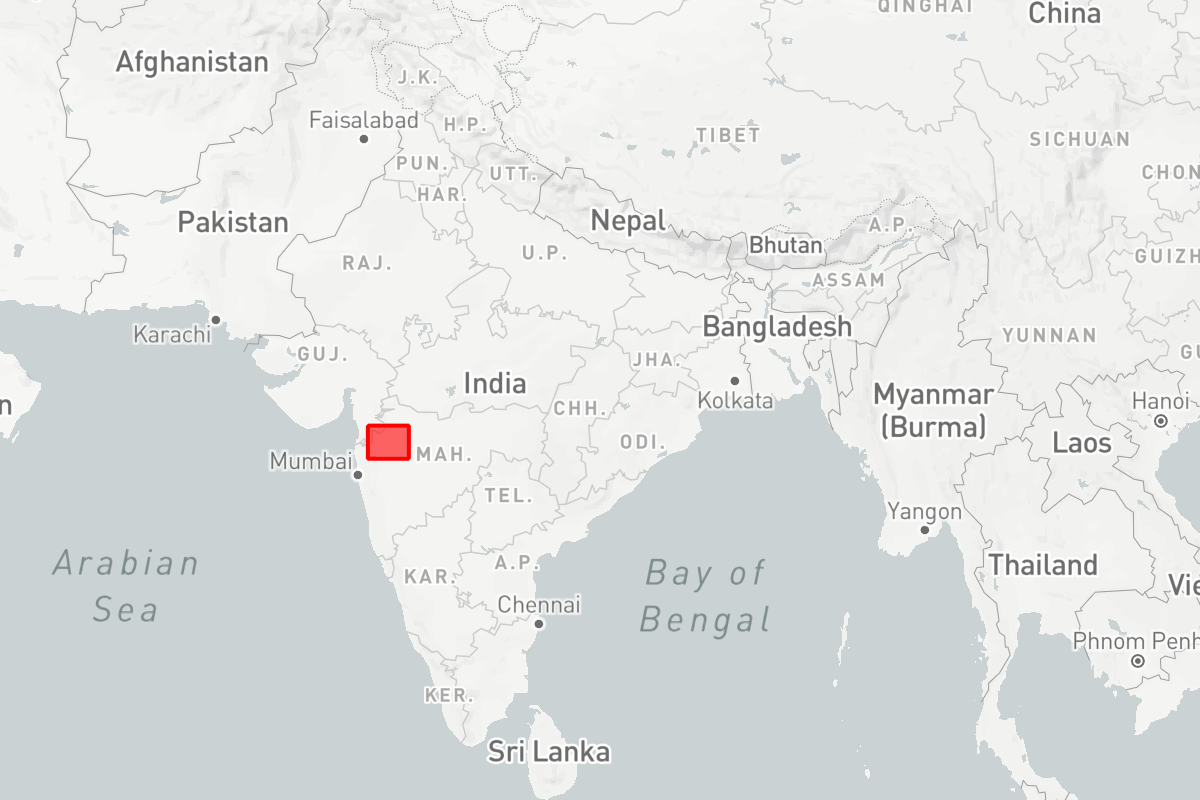 QINGHAI
China
Afghanistan
J.K.
Faisalabad
H.P.
TIBET
SICHUAN
PUN.
UTT.
CHON
HAR.
Pakistan
Nepal
A.P.
Bhutan
U.P.
GUIZH
RAJ.
ASSAM
Karachi
Bangladesh
YUNNAN
GUJ.
JHA.
GU
India
n
Kolkata
Myanmar
(Burma)
Hanoi
CHH.
ODI.
Laos
Mumbai
MAH.
TEL.
Yangon
Arabian
Sea
Bay of
Bengal
A.P.
KAR.
Thailand
Vie
Chennai
Phnom Penh
KER.
Sri Lanka